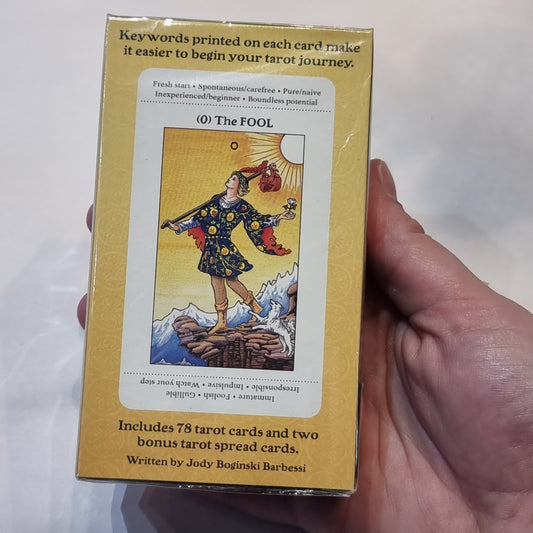 Keywords printed on each card make
it easier to begin your tarot journey.
Fresh start • Spontaneous/carefree • Pure/naive
Inexperienced/beginner • Boundless potential
(0) The FOOL
0
Immature • Foolish • Gullible
Irresponsible • Impulsive • Watch your step
Includes 78 tarot cards and two
bonus tarot spread cards.
Written by Jody Boginski Barbessi